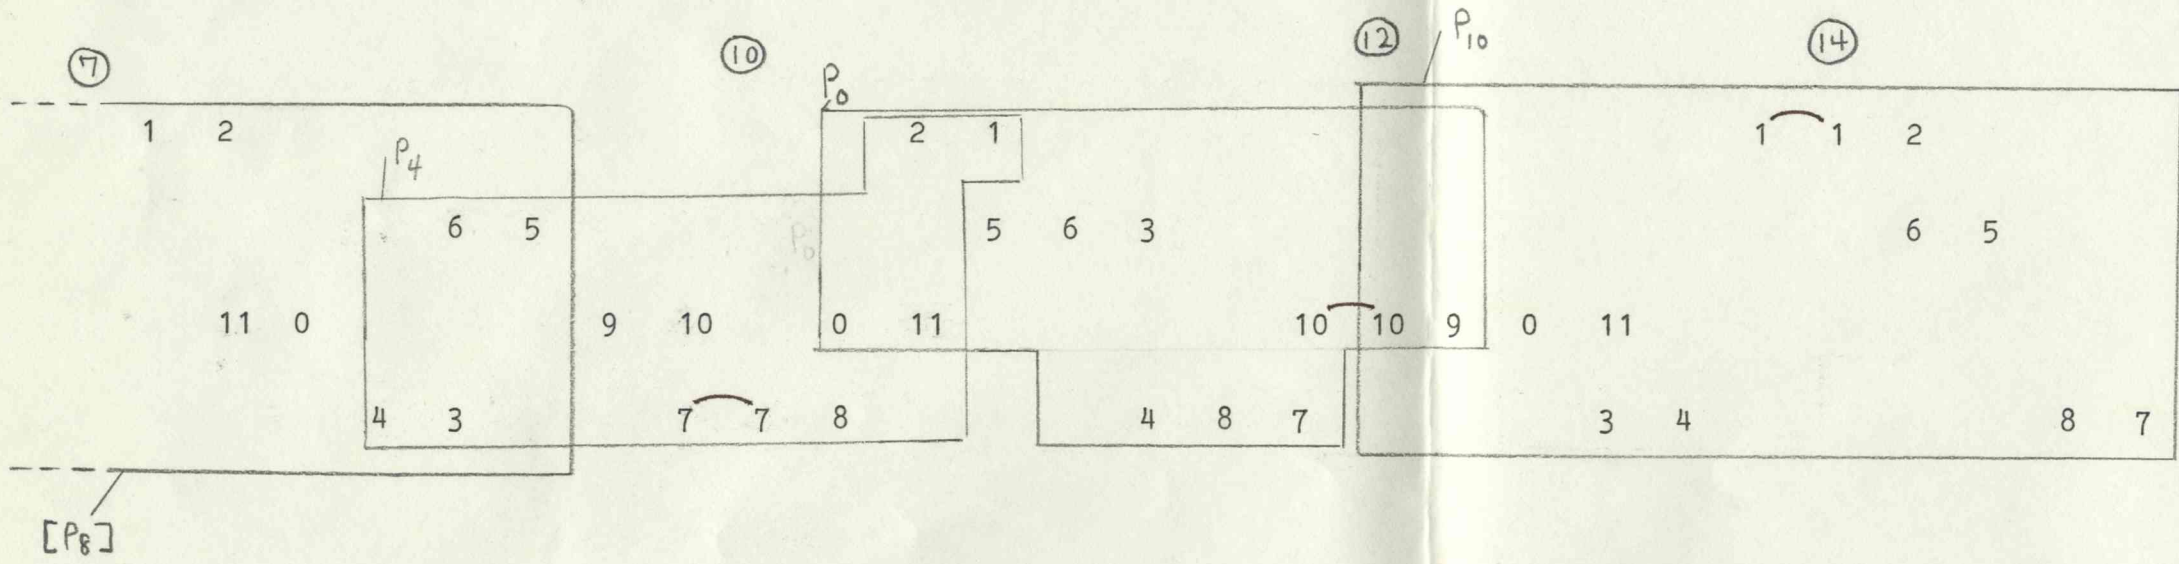 ⑦ ⑩ ⑫ P10 ⑭
P0
1 2 2 1 1 1 2
P4
6 5 5 6 3 6 5
P0
11 0 9 10 0 11 10 10 9 0 11
4 3 7 7 8 4 8 7 3 4 8 7
[P8]